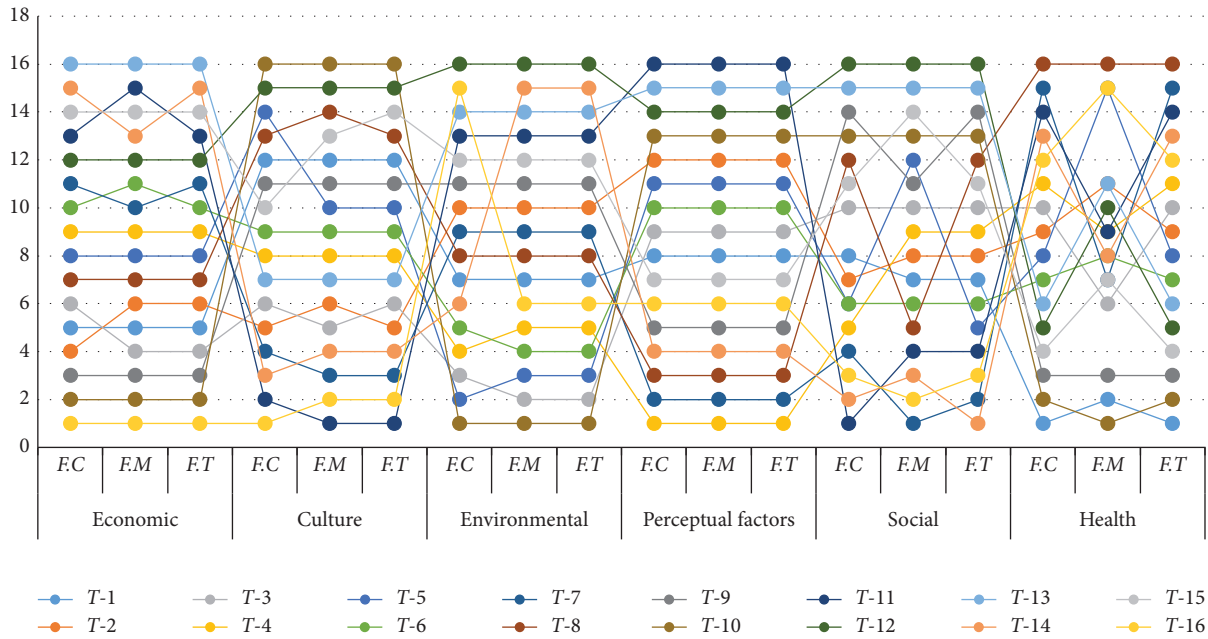 18
16
14
12
10
8
6
4
2
0
F.C F.M F.T F.C F.M F.T F.C F.M F.T F.C F.M F.T F.C F.M F.T F.C F.M F.T
Economic Culture Environmental Perceptual factors Social Health
T-1 T-3 T-5 T-7 T-9 T-11 T-13 T-15
T-2 T-4 T-6 T-8 T-10 T-12 T-14 T-16